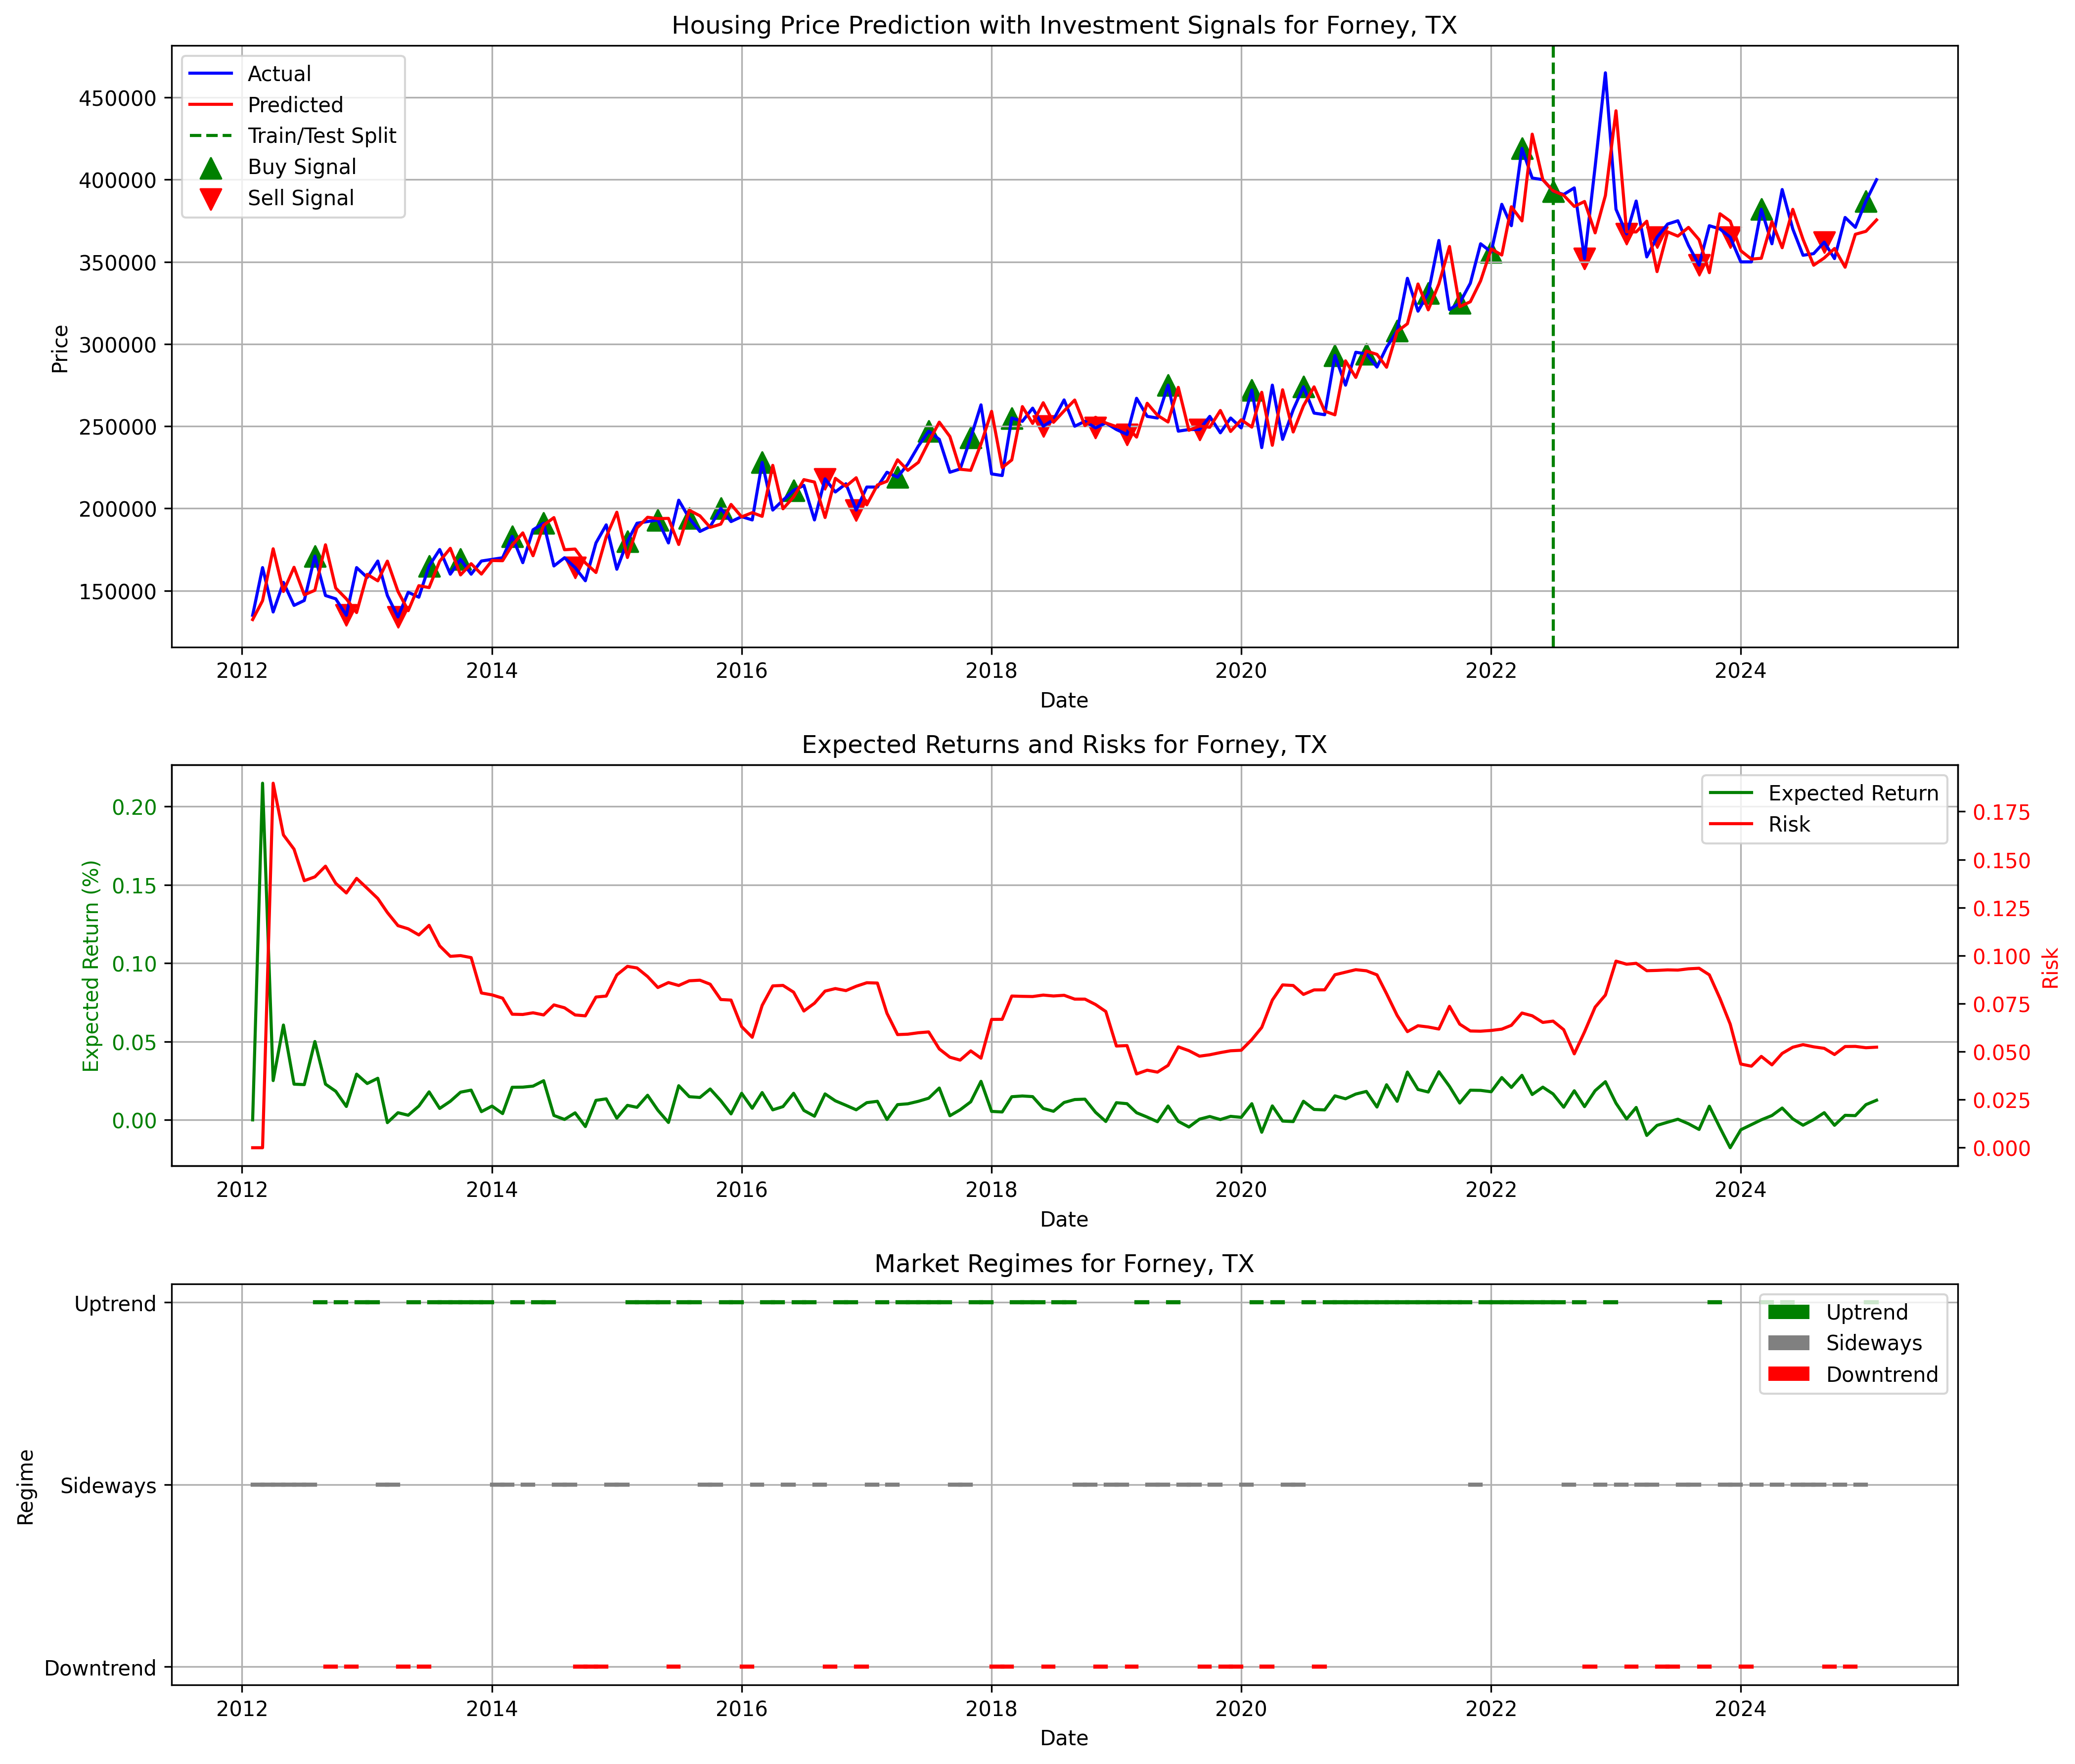 Housing Price Prediction with Investment Signals for Forney, TX
Actual
Predicted
Train/Test Split
Buy Signal
Sell Signal
450000
400000
350000
300000
250000
200000
150000
Price
2012 2014 2016 2018 2020 2022 2024
Date
Expected Returns and Risks for Forney, TX
Expected Return
Risk
0.20
0.15
0.10
0.05
0.00
Expected Return (%)
0.175
0.150
0.125
0.100
0.075
0.050
0.025
0.000
Risk
2012 2014 2016 2018 2020 2022 2024
Date
Market Regimes for Forney, TX
Uptrend
Sideways
Downtrend
Uptrend
Sideways
Downtrend
Regime
2012 2014 2016 2018 2020 2022 2024
Date